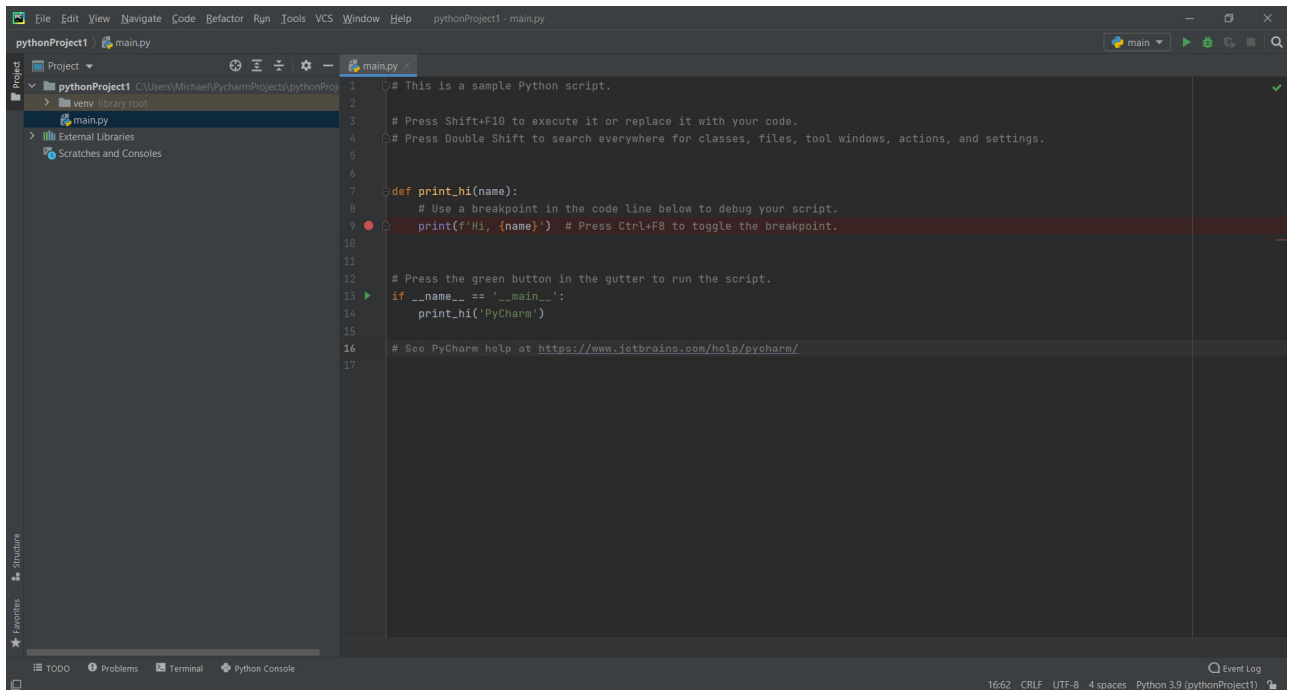 PC File Edit View Navigate Code Refactor Run Tools VCS Window Help pythonProject1 - main.py
pythonProject1 main.py main
Project
Project
main.py
pythonProject1 C:\Users\Michael\PycharmProjects\pythonProj
venv library root
main.py
External Libraries
Scratches and Consoles
1 # This is a sample Python script.
2
3 # Press Shift+F10 to execute it or replace it with your code.
4 # Press Double Shift to search everywhere for classes, files, tool windows, actions, and settings.
5
6
7 def print_hi(name):
8 # Use a breakpoint in the code line below to debug your script.
9 print(f'Hi, {name}') # Press Ctrl+F8 to toggle the breakpoint.
10
11
12 # Press the green button in the gutter to run the script.
13 if __name__ == '__main__':
14 print_hi('PyCharm')
15
16 # See PyCharm help at https://www.jetbrains.com/help/pycharm/
17
Structure
Favorites
TODO Problems Terminal Python Console Event Log
16:62 CRLF UTF-8 4 spaces Python 3.9 (pythonProject1)